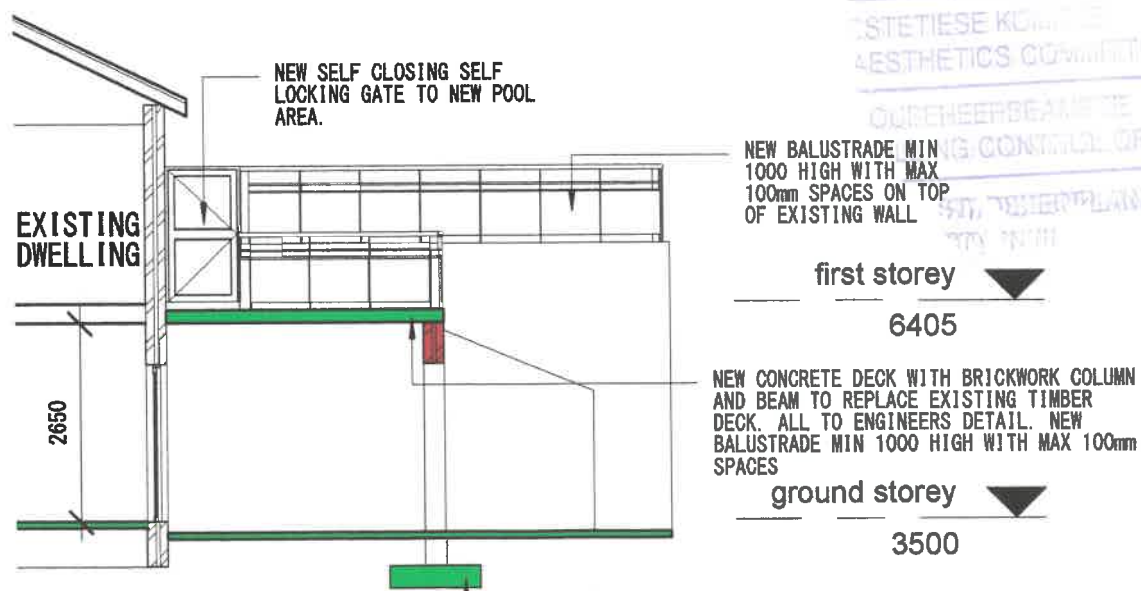 NEW SELF CLOSING SELF
LOCKING GATE TO NEW POOL
AREA.
EXISTING
DWELLING
2650
AESTHETICS
NEW BALUSTRADE MIN
1000 HIGH WITH MAX
100mm SPACES ON TOP
OF EXISTING WALL
first storey
6405
NEW CONCRETE DECK WITH BRICKWORK COLUMN
AND BEAM TO REPLACE EXISTING TIMBER
DECK. ALL TO ENGINEERS DETAIL. NEW
BALUSTRADE MIN 1000 HIGH WITH MAX 100mm
SPACES
ground storey
3500